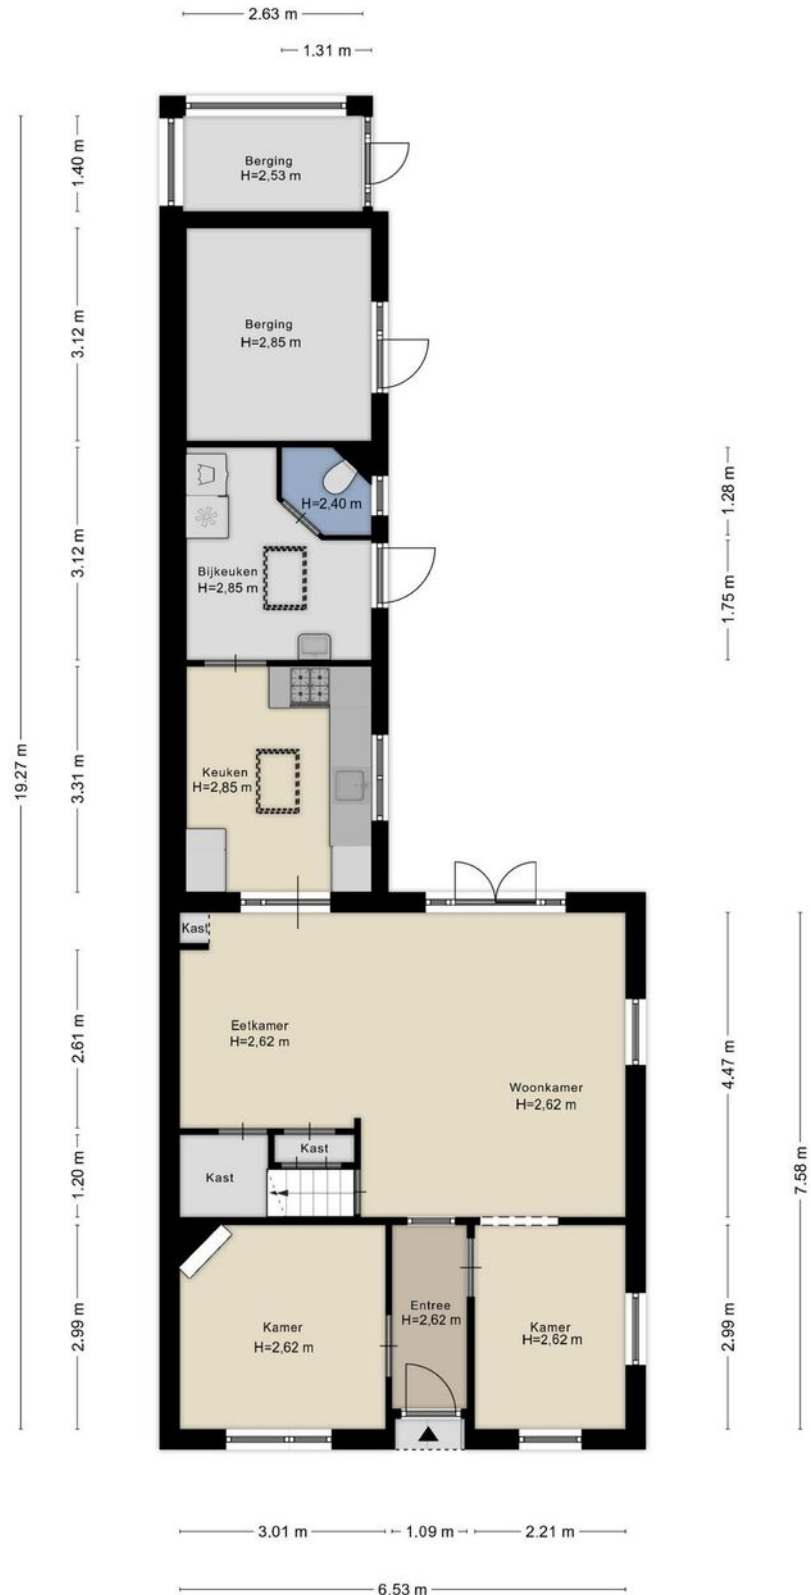 2.63 m
1.31 m
1.40 m
Berging
H=2,53 m
3.12 m
Berging
H=2,85 m
3.12 m
H=2,40 m
1.28 m
Bijkeuken
H=2,85 m
1.75 m
19.27 m
3.31 m
Keuken
H=2,85 m
Kast
2.61 m
Eetkamer
H=2,62 m
4.47 m
Woonkamer
H=2,62 m
1.20 m
Kast
Kast
7.58 m
2.99 m
Kamer
H=2,62 m
Entree
H=2,62 m
Kamer
H=2,62 m
2.99 m
3.01 m
1.09 m
2.21 m
6.53 m